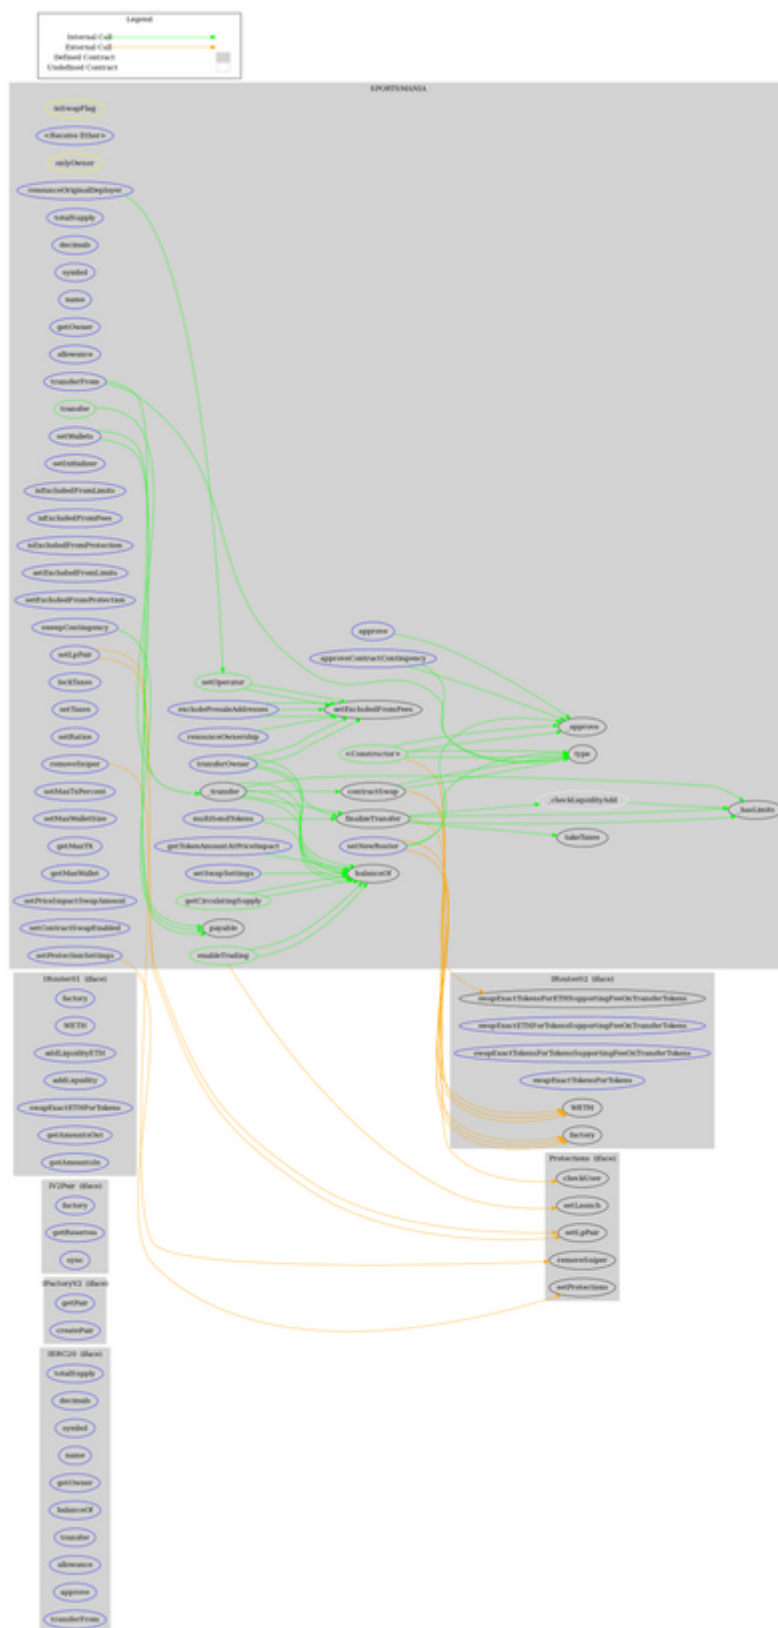 Legend
Internal Call
External Call
Defined Contract
Undefined Contract
SPORTSMANIA
inSwapFlag
<Receive Ether>
onlyOwner
renounceOriginalDeployer
totalSupply
decimals
symbol
name
getOwner
allowance
transferFrom
transfer
setWallets
setInitializer
isExcludedFromLimits
isExcludedFromFees
isExcludedFromProtection
setExcludedFromLimits
setExcludedFromProtection
sweepContingency
setLpPair
lockTaxes
setTaxes
setRatios
removeSniper
setMaxTxPercent
setMaxWalletSize
getMaxTX
getMaxWallet
setPriceImpactSwapAmount
setContractSwapEnabled
setProtectionSettings
setOperator
excludePresaleAddresses
renounceOwnership
transferOwner
_transfer
multiSendTokens
getTokenAmountAtPriceImpact
setSwapSettings
getCirculatingSupply
payable
enableTrading
approve
approveContractContingency
setExcludedFromFees
<Constructor>
contractSwap
finalizeTransfer
setNewRouter
balanceOf
_approve
type
_checkLiquidityAdd
takeTaxes
_hasLimits
IRouter01 (iface)
factory
WETH
addLiquidityETH
addLiquidity
swapExactETHForTokens
getAmountsOut
getAmountsIn
IRouter02 (iface)
swapExactTokensForETHSupportingFeeOnTransferTokens
swapExactETHForTokensSupportingFeeOnTransferTokens
swapExactTokensForTokensSupportingFeeOnTransferTokens
swapExactTokensForTokens
WETH
factory
Protections (iface)
checkUser
setLaunch
setLpPair
removeSniper
setProtections
IV2Pair (iface)
factory
getReserves
sync
IFactoryV2 (iface)
getPair
createPair
IERC20 (iface)
totalSupply
decimals
symbol
name
getOwner
balanceOf
transfer
allowance
approve
transferFrom